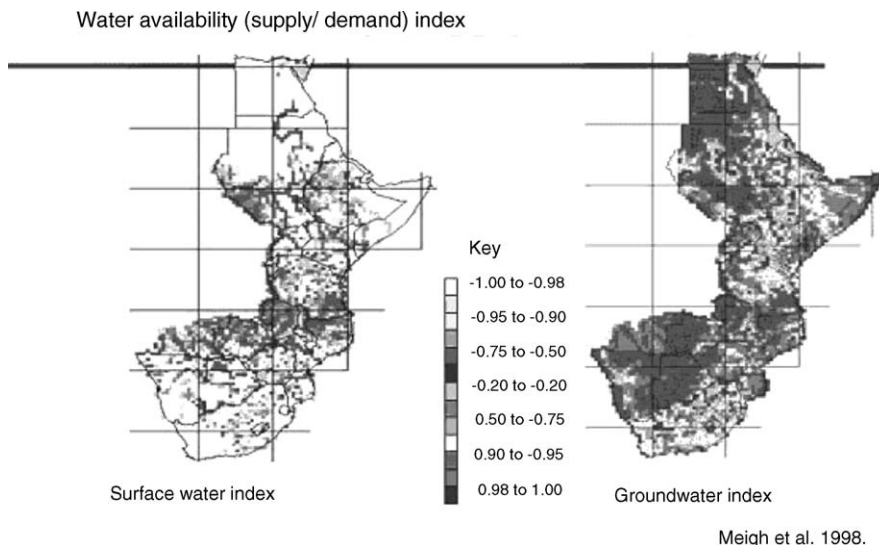 Water availability (supply/ demand) index
Key
-1.00 to -0.98
-0.95 to -0.90
-0.75 to -0.50
-0.20 to -0.20
0.50 to -0.75
0.90 to -0.95
0.98 to 1.00
Surface water index
Groundwater index
Meigh et al. 1998.